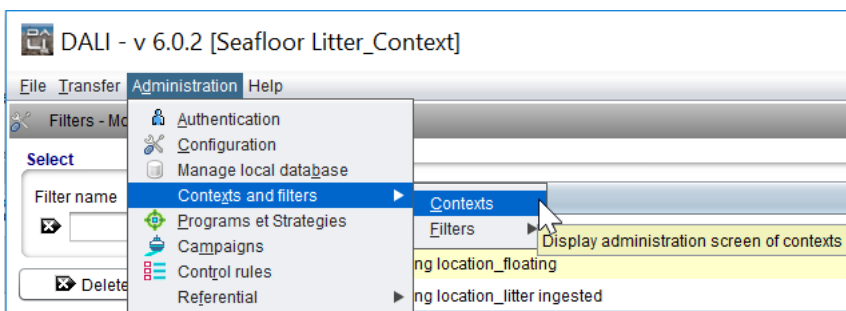 DALI - v 6.0.2 [Seafloor Litter_Context]
File Transfer Administration Help
Filters - Mo
Authentication
Configuration
Select
Manage local database
Filter name
Contexts and filters
Contexts
Programs et Strategies
Filters
Display administration screen of contexts
Campaigns
Control rules
ng location_floating
Delete
Referential
ng location_litter ingested